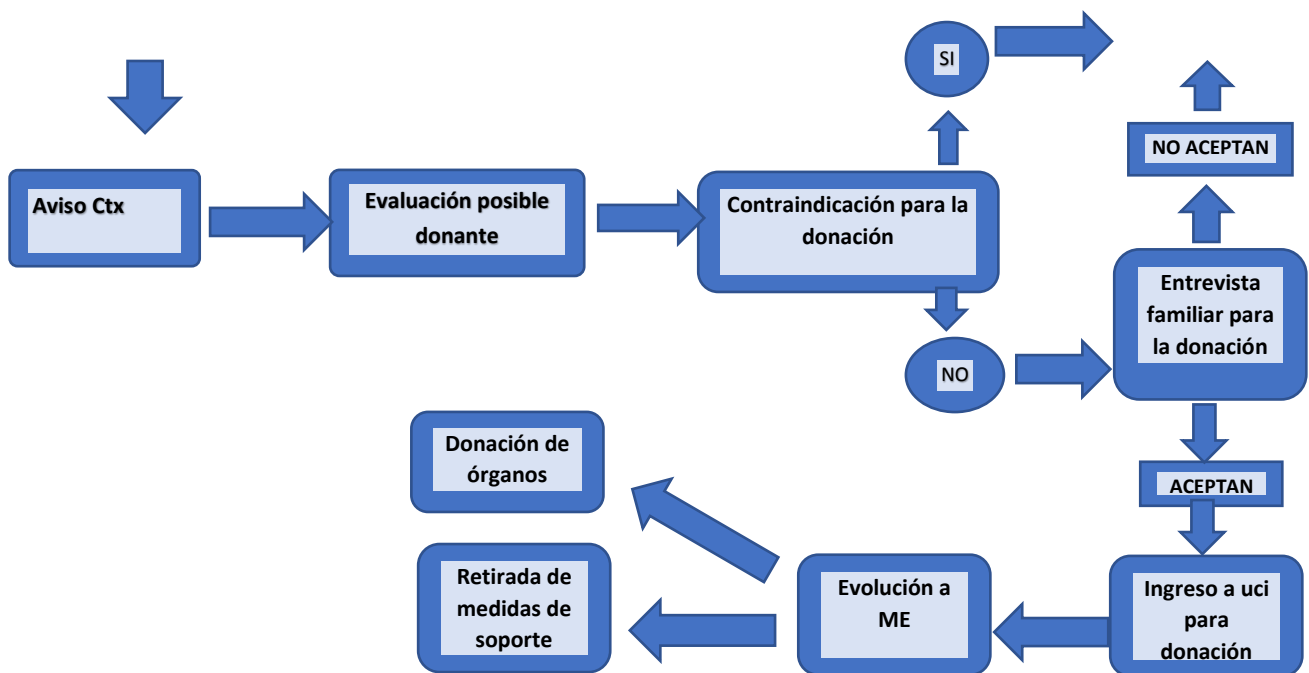 SI
NO ACEPTAN
Aviso Ctx
Evaluación posible
donante
Contraindicación para la
donación
Entrevista
familiar para
la donación
NO
ACEPTAN
Donación de
órganos
Retirada de
medidas de
soporte
Evolución a
ME
Ingreso a uci
para
donación